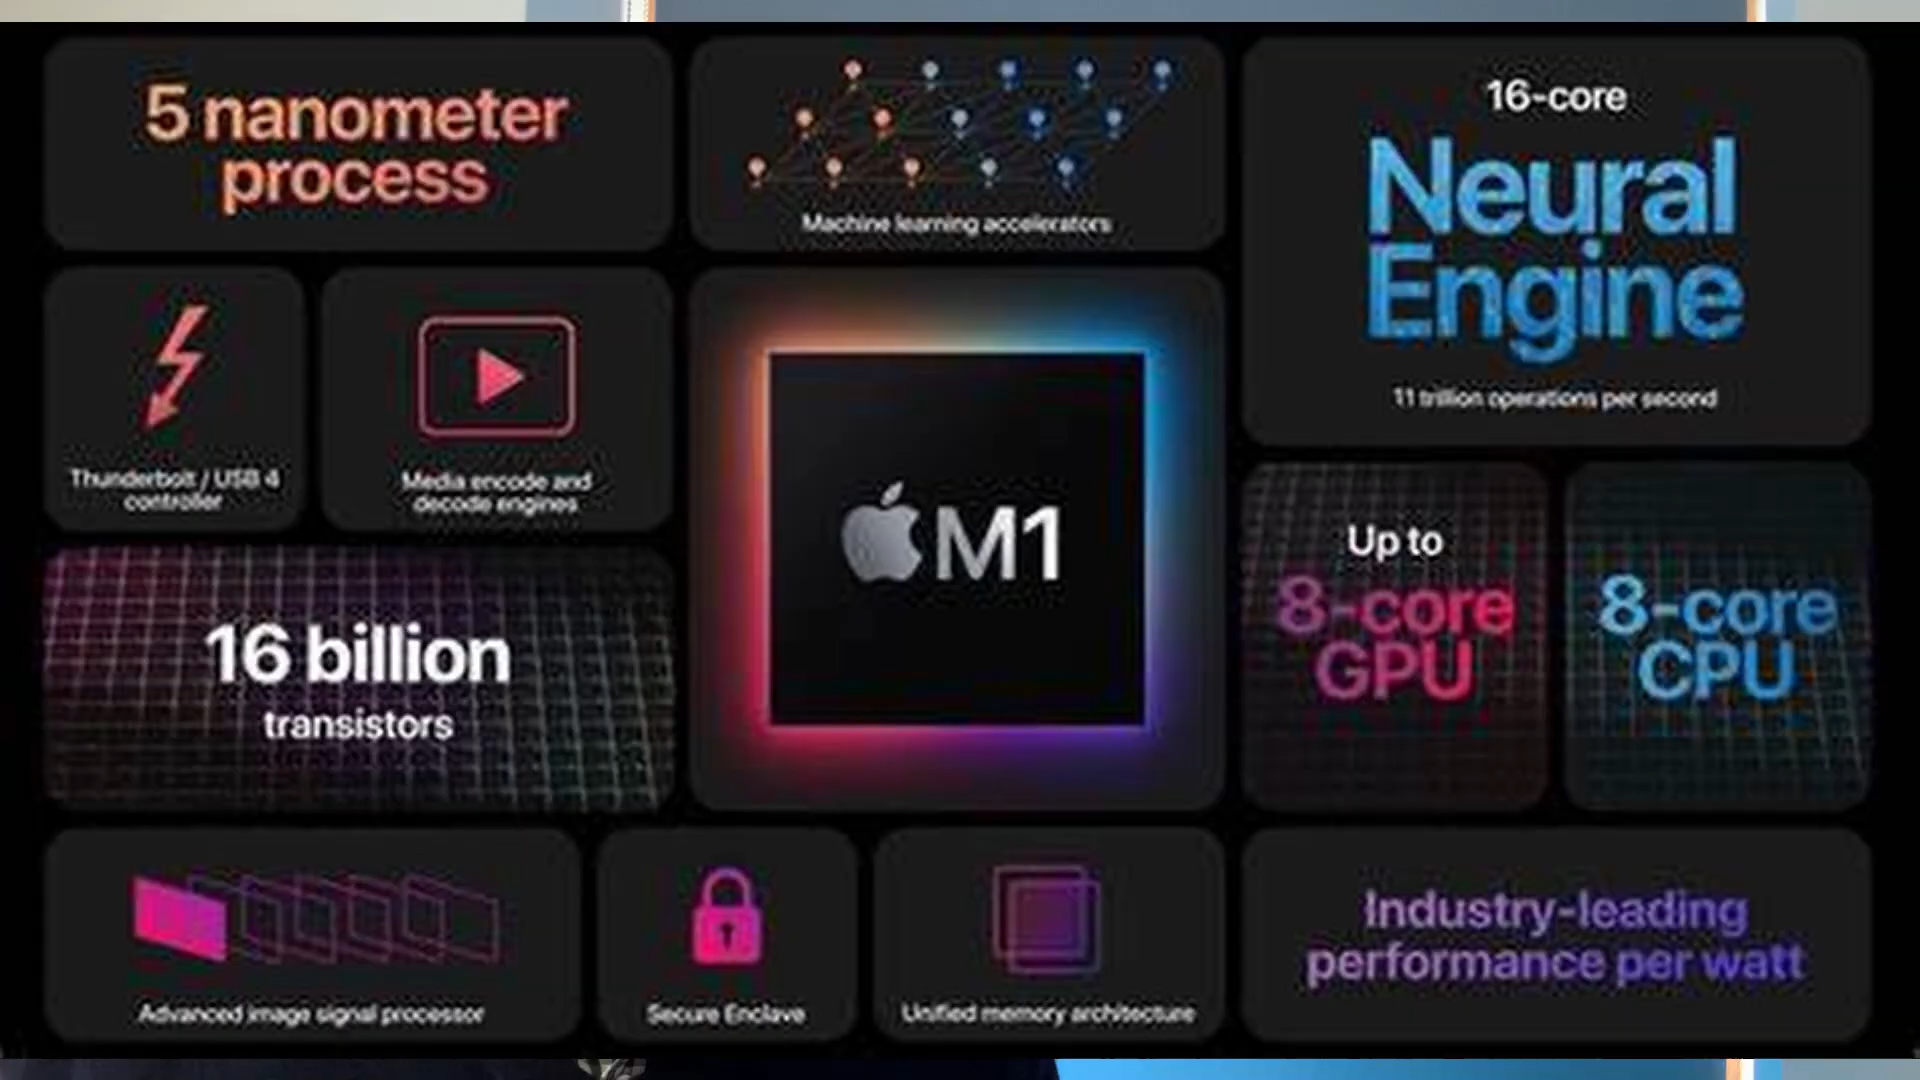 5 nanometer
process
Machine learning accelerators
16-core
Neural
Engine
11 trillion operations per second
Thunderbolt / USB 4
controller
Media encode and
decode engines
M1
Up to
8-core
GPU
8-core
CPU
16 billion
transistors
Advanced image signal processor
Secure Enclave
Unified memory architecture
Industry-leading
performance per watt